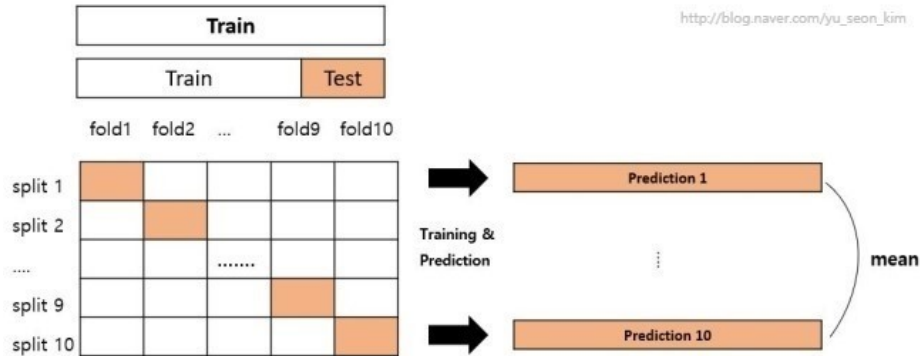 http://blog.naver.com/yu_seon_kim
Train
Train Test
fold1 fold2 ... fold9 fold10
split 1
split 2
....
.......
split 9
split 10
Training &
Prediction
Prediction 1
mean
Prediction 10